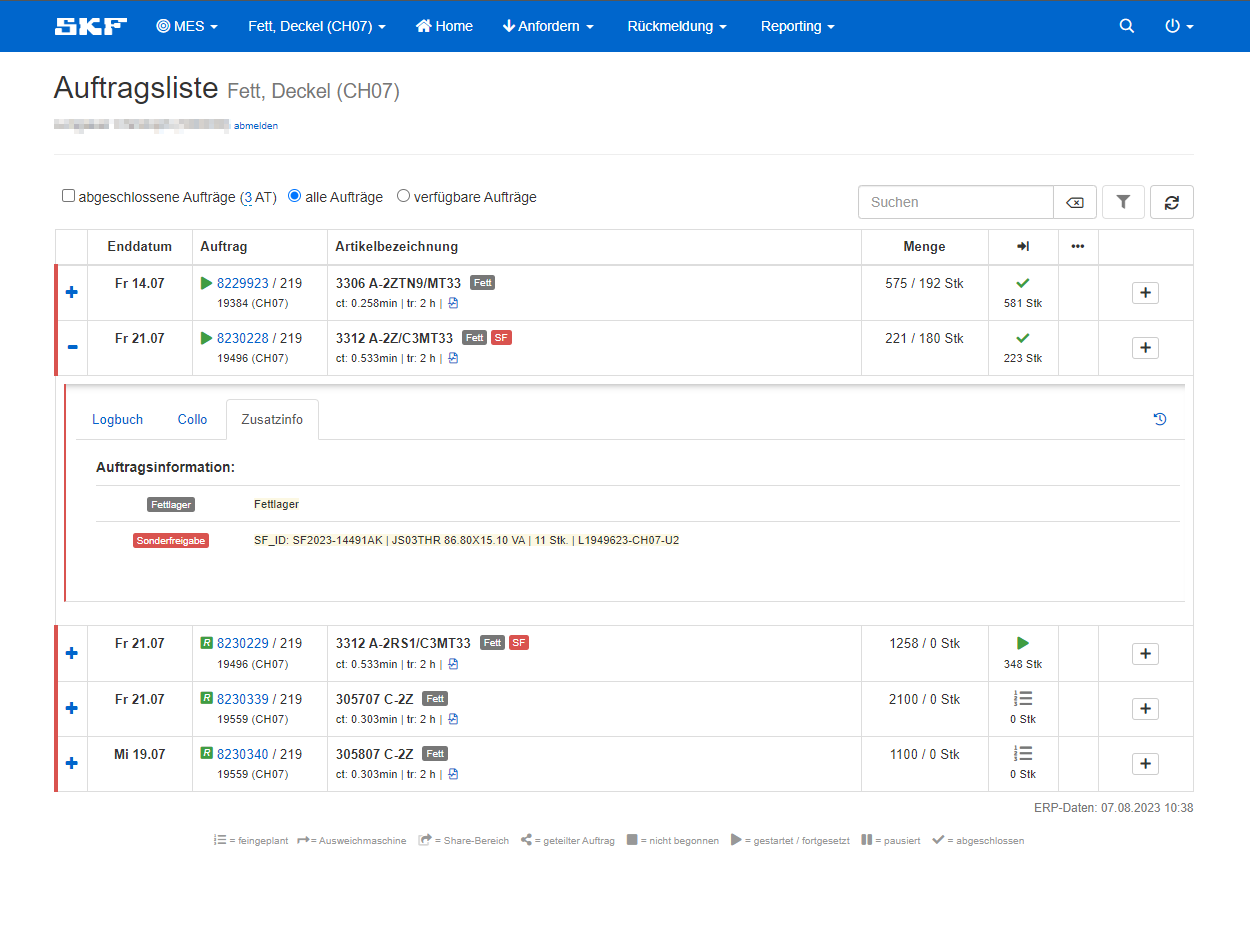 SKF MES Fett, Deckel (CH07) Home Anfordern Rückmeldung Reporting
Auftragsliste Fett, Deckel (CH07)
abmelden
abgeschlossene Aufträge (3 AT) alle Aufträge verfügbare Aufträge Suchen
Enddatum Auftrag Artikelbezeichnung Menge
Fr 14.07 8229923 / 219 3306 A-2ZTN9/MT33 Fett 575 / 192 Stk
19384 (CH07) ct: 0.258min | tr: 2 h | 581 Stk
Fr 21.07 8230228 / 219 3312 A-2Z/C3MT33 Fett SF 221 / 180 Stk
19496 (CH07) ct: 0.533min | tr: 2 h | 223 Stk
Logbuch Collo Zusatzinfo
Auftragsinformation:
Fettlager Fettlager
Sonderfreigabe SF_ID: SF2023-14491AK | JS03THR 86.80X15.10 VA | 11 Stk. | L1949623-CH07-U2
Fr 21.07 R 8230229 / 219 3312 A-2RS1/C3MT33 Fett SF 1258 / 0 Stk
19496 (CH07) ct: 0.533min | tr: 2 h | 348 Stk
Fr 21.07 R 8230339 / 219 305707 C-2Z Fett 2100 / 0 Stk
19559 (CH07) ct: 0.303min | tr: 2 h | 0 Stk
Mi 19.07 R 8230340 / 219 305807 C-2Z Fett 1100 / 0 Stk
19559 (CH07) ct: 0.303min | tr: 2 h | 0 Stk
ERP-Daten: 07.08.2023 10:38
= feingeplant = Ausweichmaschine = Share-Bereich = geteilter Auftrag = nicht begonnen = gestartet / fortgesetzt = pausiert = abgeschlossen